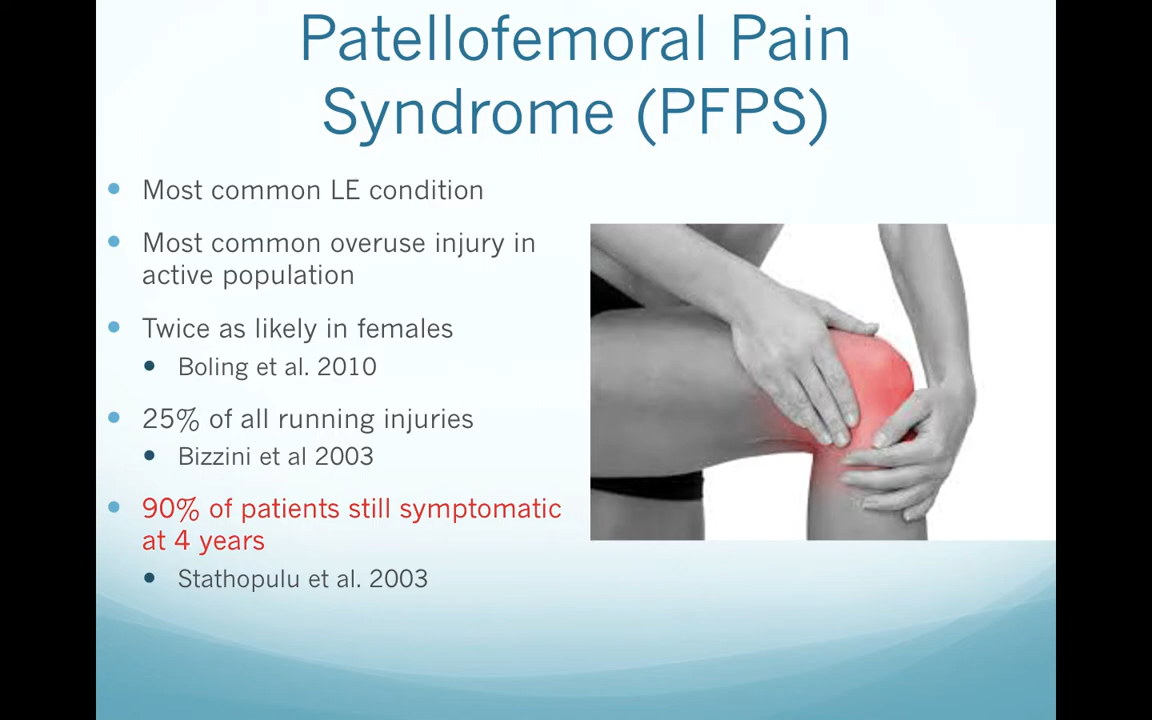 Patellofemoral Pain
Syndrome (PFPS)
Most common LE condition
Most common overuse injury in
active population
Twice as likely in females
Boling et al. 2010
25% of all running injuries
Bizzini et al 2003
90% of patients still symptomatic
at 4 years
Stathopulu et al. 2003